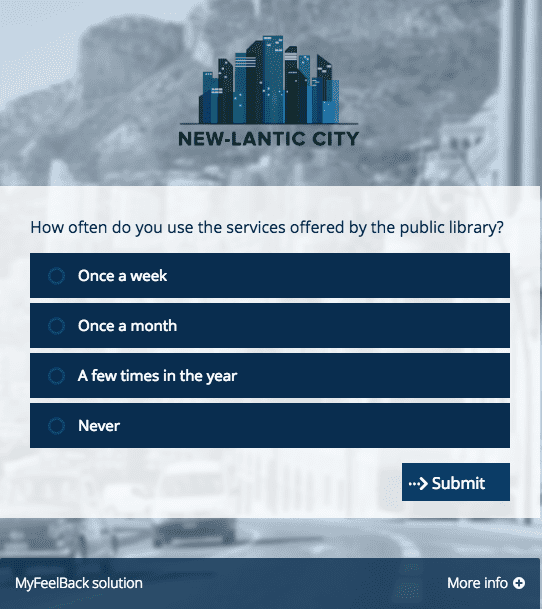 NEW-LANTIC CITY
How often do you use the services offered by the public library?
Once a week
Once a month
A few times in the year
Never
Submit
MyFeelBack solution
More info